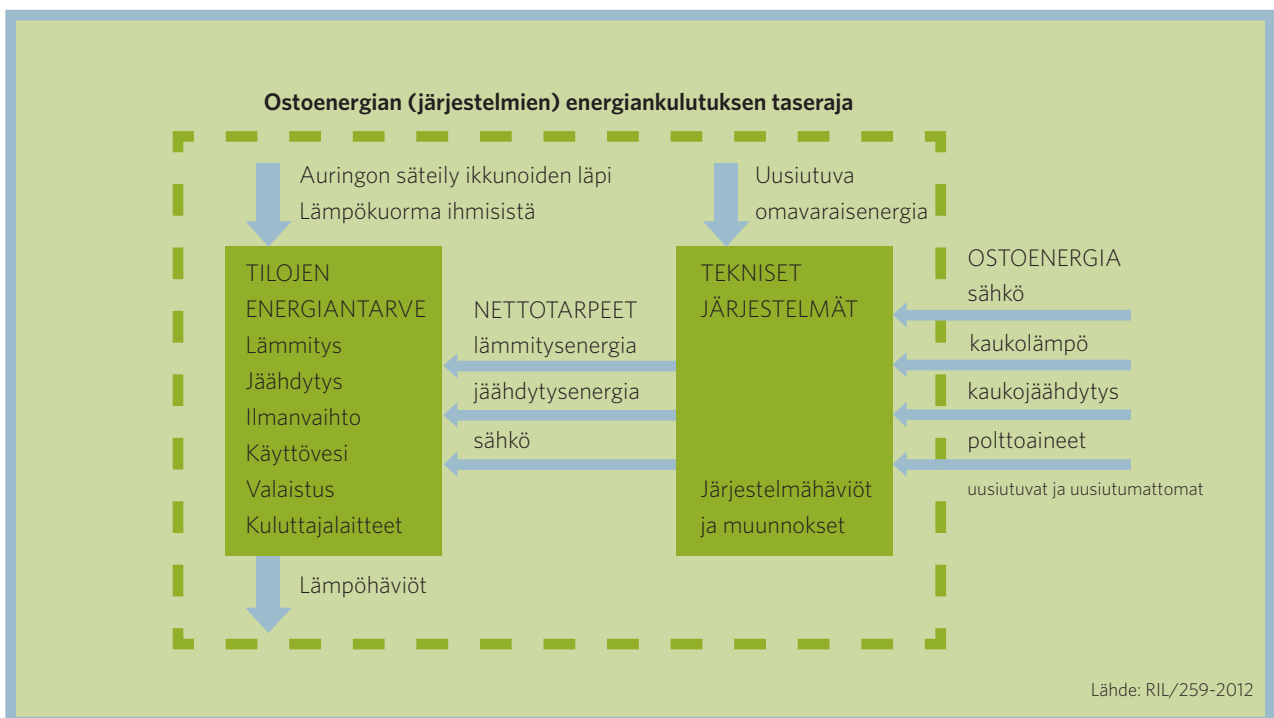 Ostoenergian (järjestelmien) energiankulutuksen taseraja
Auringon säteily ikkunoiden läpi
Lämpökuorma ihmisistä
Uusiutuva
omavaraisenergia
TILOJEN
ENERGIANTARVE
Lämmitys
Jäähdytys
Ilmanvaihto
Käyttövesi
Valaistus
Kuluttajalaitteet
NETTOTARPEET
lämmitysenergia
jäähdytysenergia
sähkö
TEKNISET
JÄRJESTELMÄT
Järjestelmähäviöt
ja muunnokset
OSTOENERGIA
sähkö
kaukolämpö
kaukojäähdytys
polttoaineet
uusiutuvat ja uusiutumattomat
Lämpöhäviöt
Lähde: RIL/259-2012